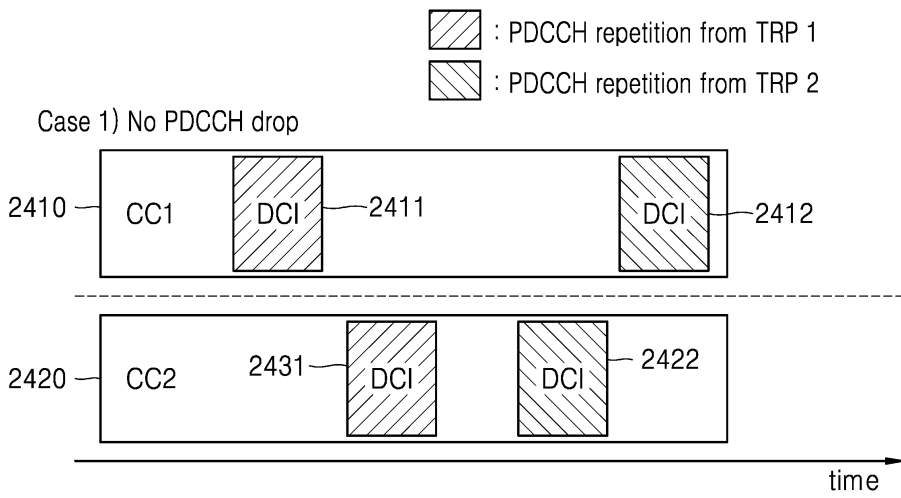 : PDCCH repetition from TRP 1
: PDCCH repetition from TRP 2
Case 1) No PDCCH drop
2410 CC1 DCI 2411 DCI 2412
2420 CC2 2431 DCI DCI 2422
time